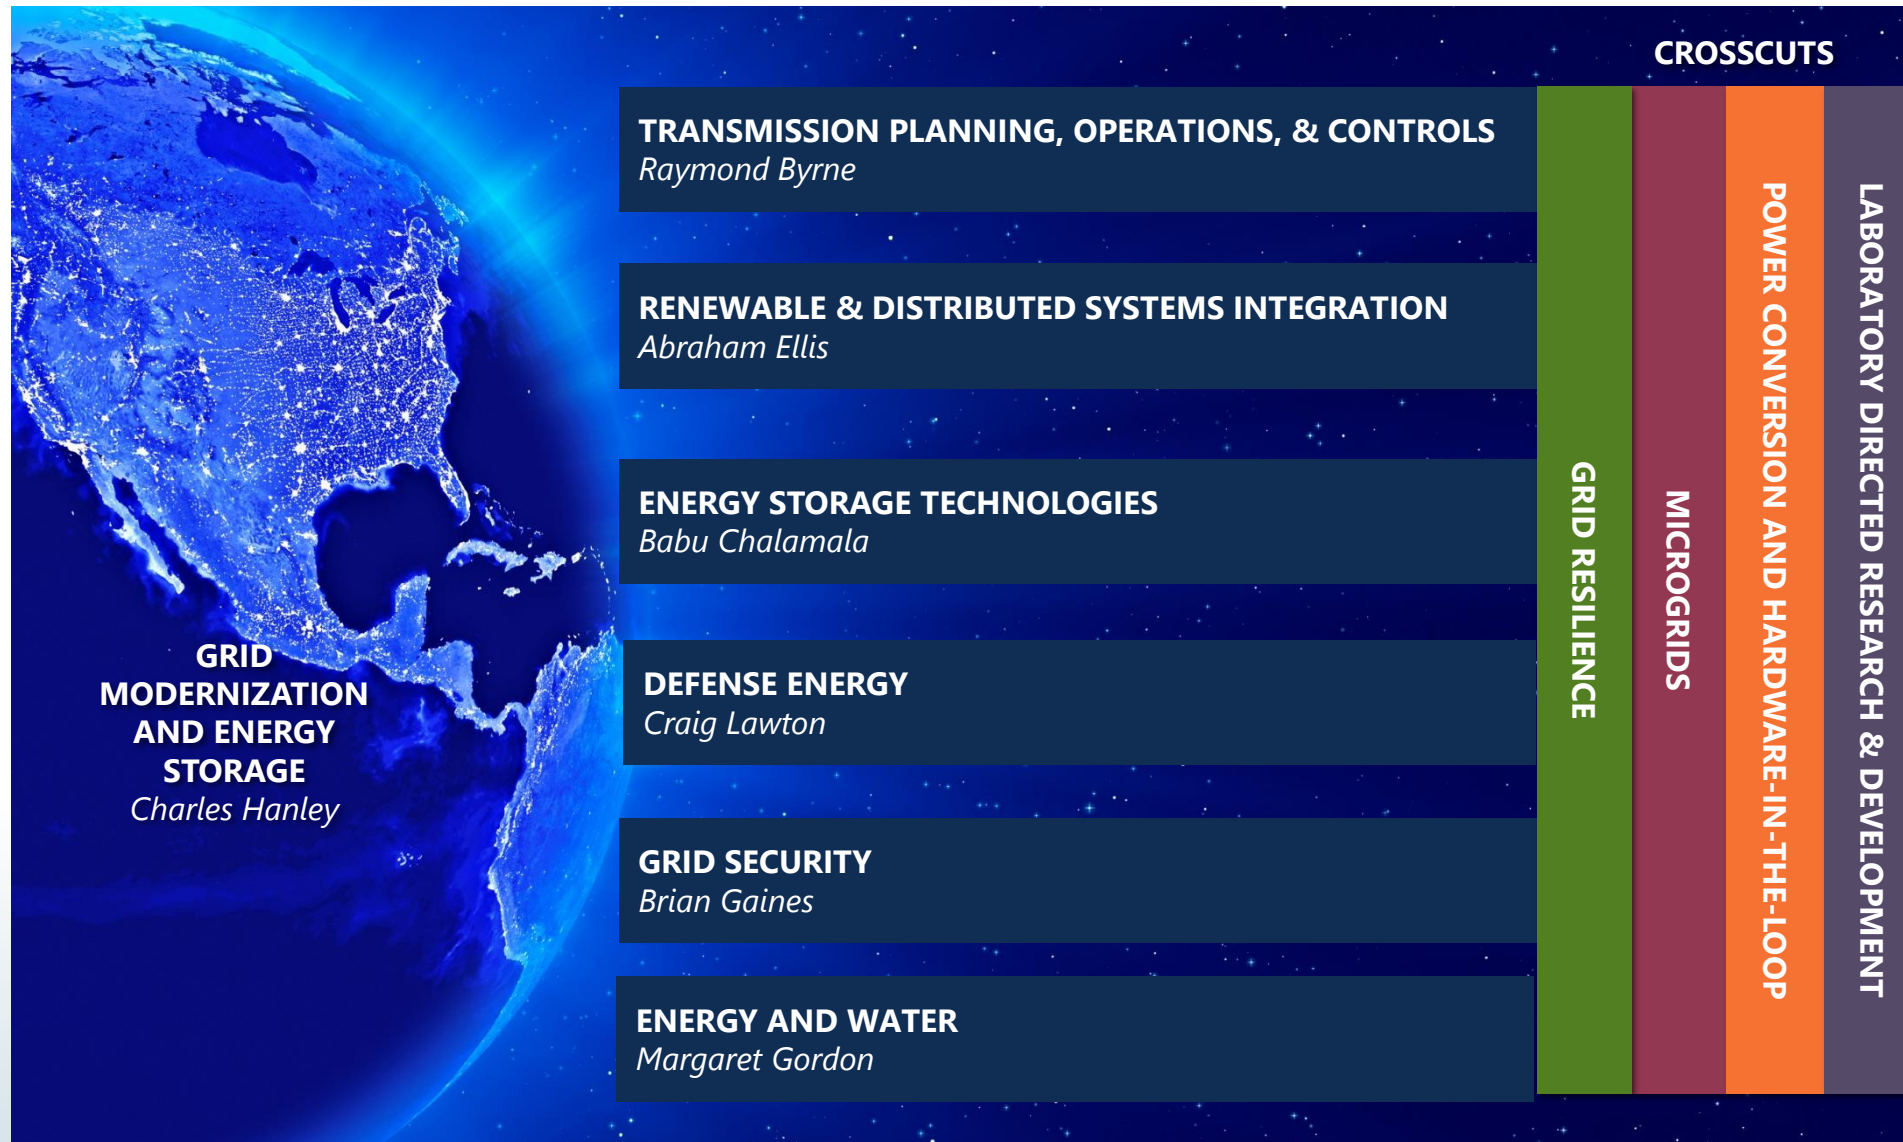 CROSSCUTS
TRANSMISSION PLANNING, OPERATIONS, & CONTROLS
Raymond Byrne
RENEWABLE & DISTRIBUTED SYSTEMS INTEGRATION
Abraham Ellis
ENERGY STORAGE TECHNOLOGIES
Babu Chalamala
DEFENSE ENERGY
Craig Lawton
GRID SECURITY
Brian Gaines
ENERGY AND WATER
Margaret Gordon
GRID
MODERNIZATION
AND ENERGY
STORAGE
Charles Hanley
GRID RESILIENCE
MICROGRIDS
POWER CONVERSION AND HARDWARE-IN-THE-LOOP
LABORATORY DIRECTED RESEARCH & DEVELOPMENT